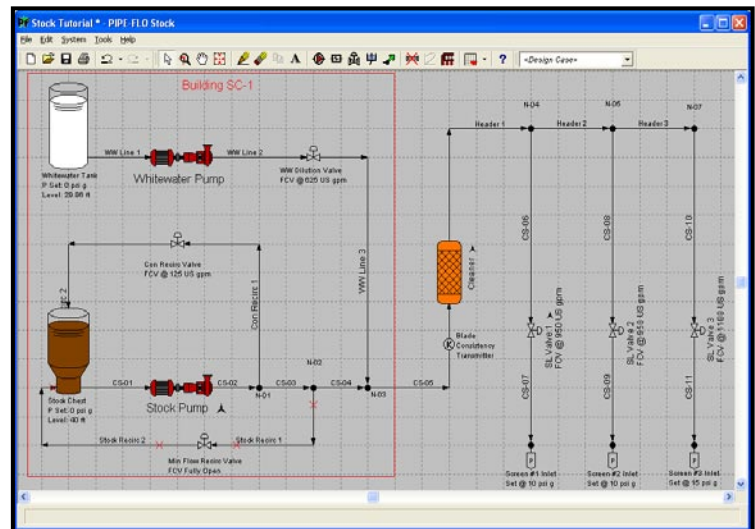 Stock Tutorial * - PIPE-FLO Stock
File Edit System Tools Help
<Design Case>
Building SC-1
N-04
N-05
N-07
Header 1
Header 2
Header 3
WW Line 1
WW Line 2
Whitewater Tank
P Set: 0 psi g
Level: 29.96 ft
Whitewater Pump
WW Dilution Valve
FCV @ 625 US gpm
WW Line 3
CS-06
CS-08
CS-10
Con Recirc Valve
FCV @ 125 US gpm
Con Recirc 1
Cleaner
SL Valve 1
FCV @ 950 US gpm
SL Valve 2
FCV @ 950 US gpm
SL Valve 3
FCV @ 1100 US gpm
Blade
Consistency
Transmitter
N-02
CS-01
CS-02
CS-03
CS-04
CS-05
N-01
N-03
CS-07
CS-09
CS-11
Stock Chest
P Set: 0 psi g
Level: 40 ft
Stock Pump
Stock Recirc 2
Stock Recirc 1
Min Flow Recirc Valve
FCV Fully Open
P
P
P
Screen #1 Inlet
Set @ 10 psi g
Screen #2 Inlet
Set @ 10 psi g
Screen #3 Inlet
Set @ 15 psi g